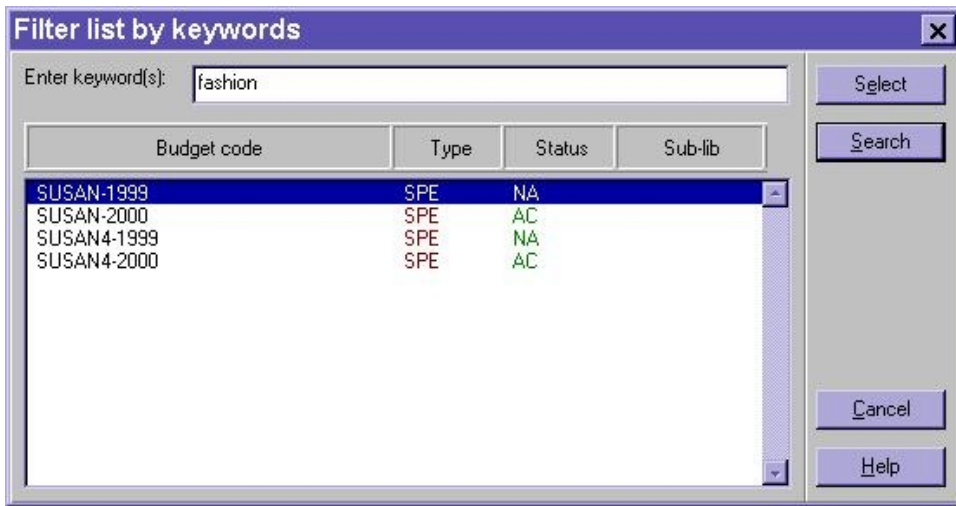 Filter list by keywords
Enter keyword(s): fashion
Select
Search
Budget code Type Status Sub-lib
SUSAN-1999 SPE NA
SUSAN-2000 SPE AC
SUSAN4-1999 SPE NA
SUSAN4-2000 SPE AC
Cancel
Help